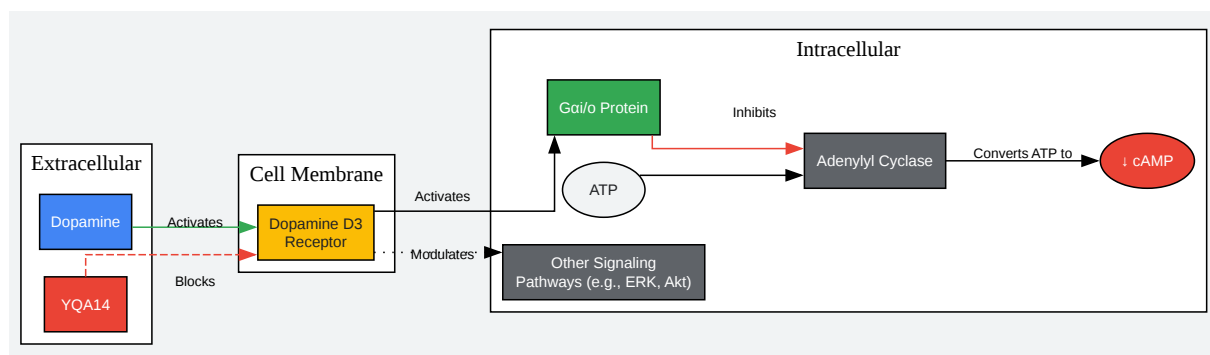 Intracellular
Gαi/o Protein
Inhibits
Adenylyl Cyclase
Converts ATP to
↓ cAMP
ATP
Extracellular
Cell Membrane
Dopamine
Activates
Dopamine D3
Receptor
Activates
YQA14
Blocks
Modulates
Other Signaling
Pathways (e.g., ERK, Akt)